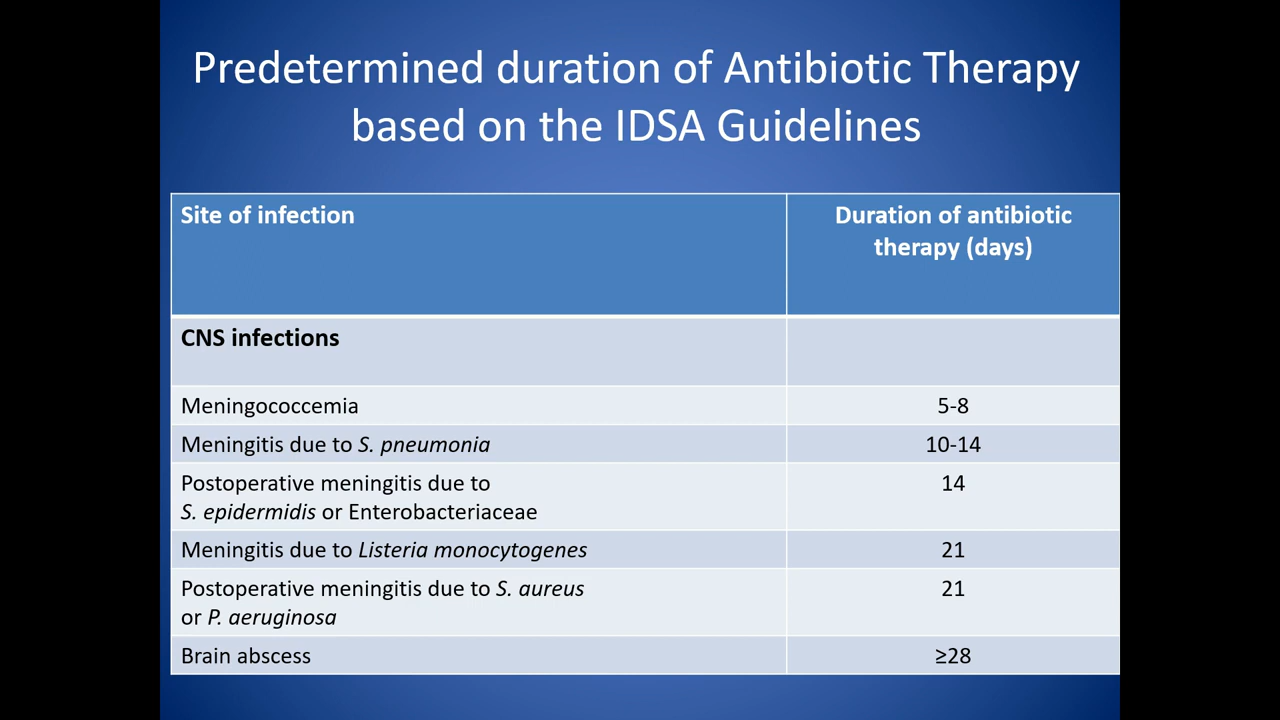 Predetermined duration of Antibiotic Therapy
based on the IDSA Guidelines
Site of infection
Duration of antibiotic
therapy (days)
CNS infections
Meningococcemia
5-8
Meningitis due to S. pneumonia
10-14
Postoperative meningitis due to
S. epidermidis or Enterobacteriaceae
14
Meningitis due to Listeria monocytogenes
21
Postoperative meningitis due to S. aureus
or P. aeruginosa
21
Brain abscess
≥28